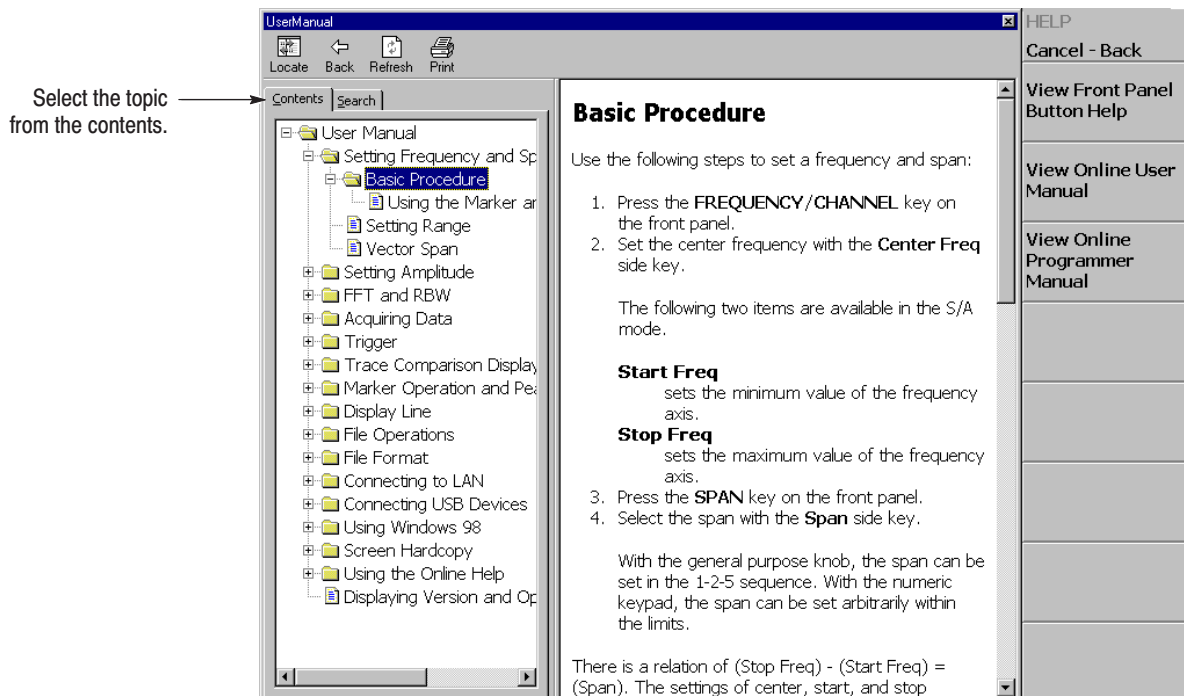 UserManual
Locate Back Refresh Print
Select the topic
from the contents.
Contents Search
User Manual
Setting Frequency and Sp
Basic Procedure
Using the Marker ar
Setting Range
Vector Span
Setting Amplitude
FFT and RBW
Acquiring Data
Trigger
Trace Comparison Display
Marker Operation and Pea
Display Line
File Operations
File Format
Connecting to LAN
Connecting USB Devices
Using Windows 98
Screen Hardcopy
Using the Online Help
Displaying Version and Op
Basic Procedure
Use the following steps to set a frequency and span:
1. Press the FREQUENCY/CHANNEL key on
the front panel.
2. Set the center frequency with the Center Freq
side key.
The following two items are available in the S/A
mode.
Start Freq
sets the minimum value of the frequency
axis.
Stop Freq
sets the maximum value of the frequency
axis.
3. Press the SPAN key on the front panel.
4. Select the span with the Span side key.
With the general purpose knob, the span can be
set in the 1-2-5 sequence. With the numeric
keypad, the span can be set arbitrarily within
the limits.
There is a relation of (Stop Freq) - (Start Freq) =
(Span). The settings of center, start, and stop
HELP
Cancel - Back
View Front Panel
Button Help
View Online User
Manual
View Online
Programmer
Manual